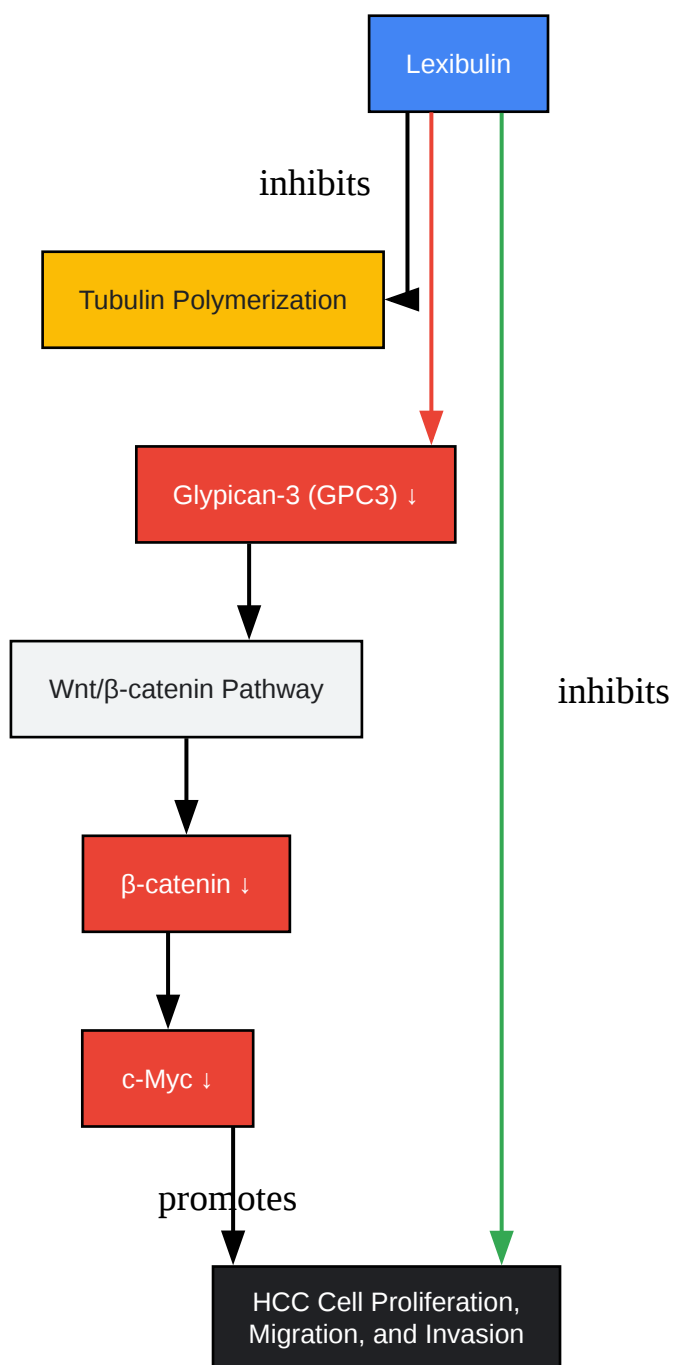 Lexibulin
inhibits
Tubulin Polymerization
Glypican-3 (GPC3) ↓
Wnt/β-catenin Pathway
inhibits
β-catenin ↓
c-Myc ↓
promotes
HCC Cell Proliferation,
Migration, and Invasion